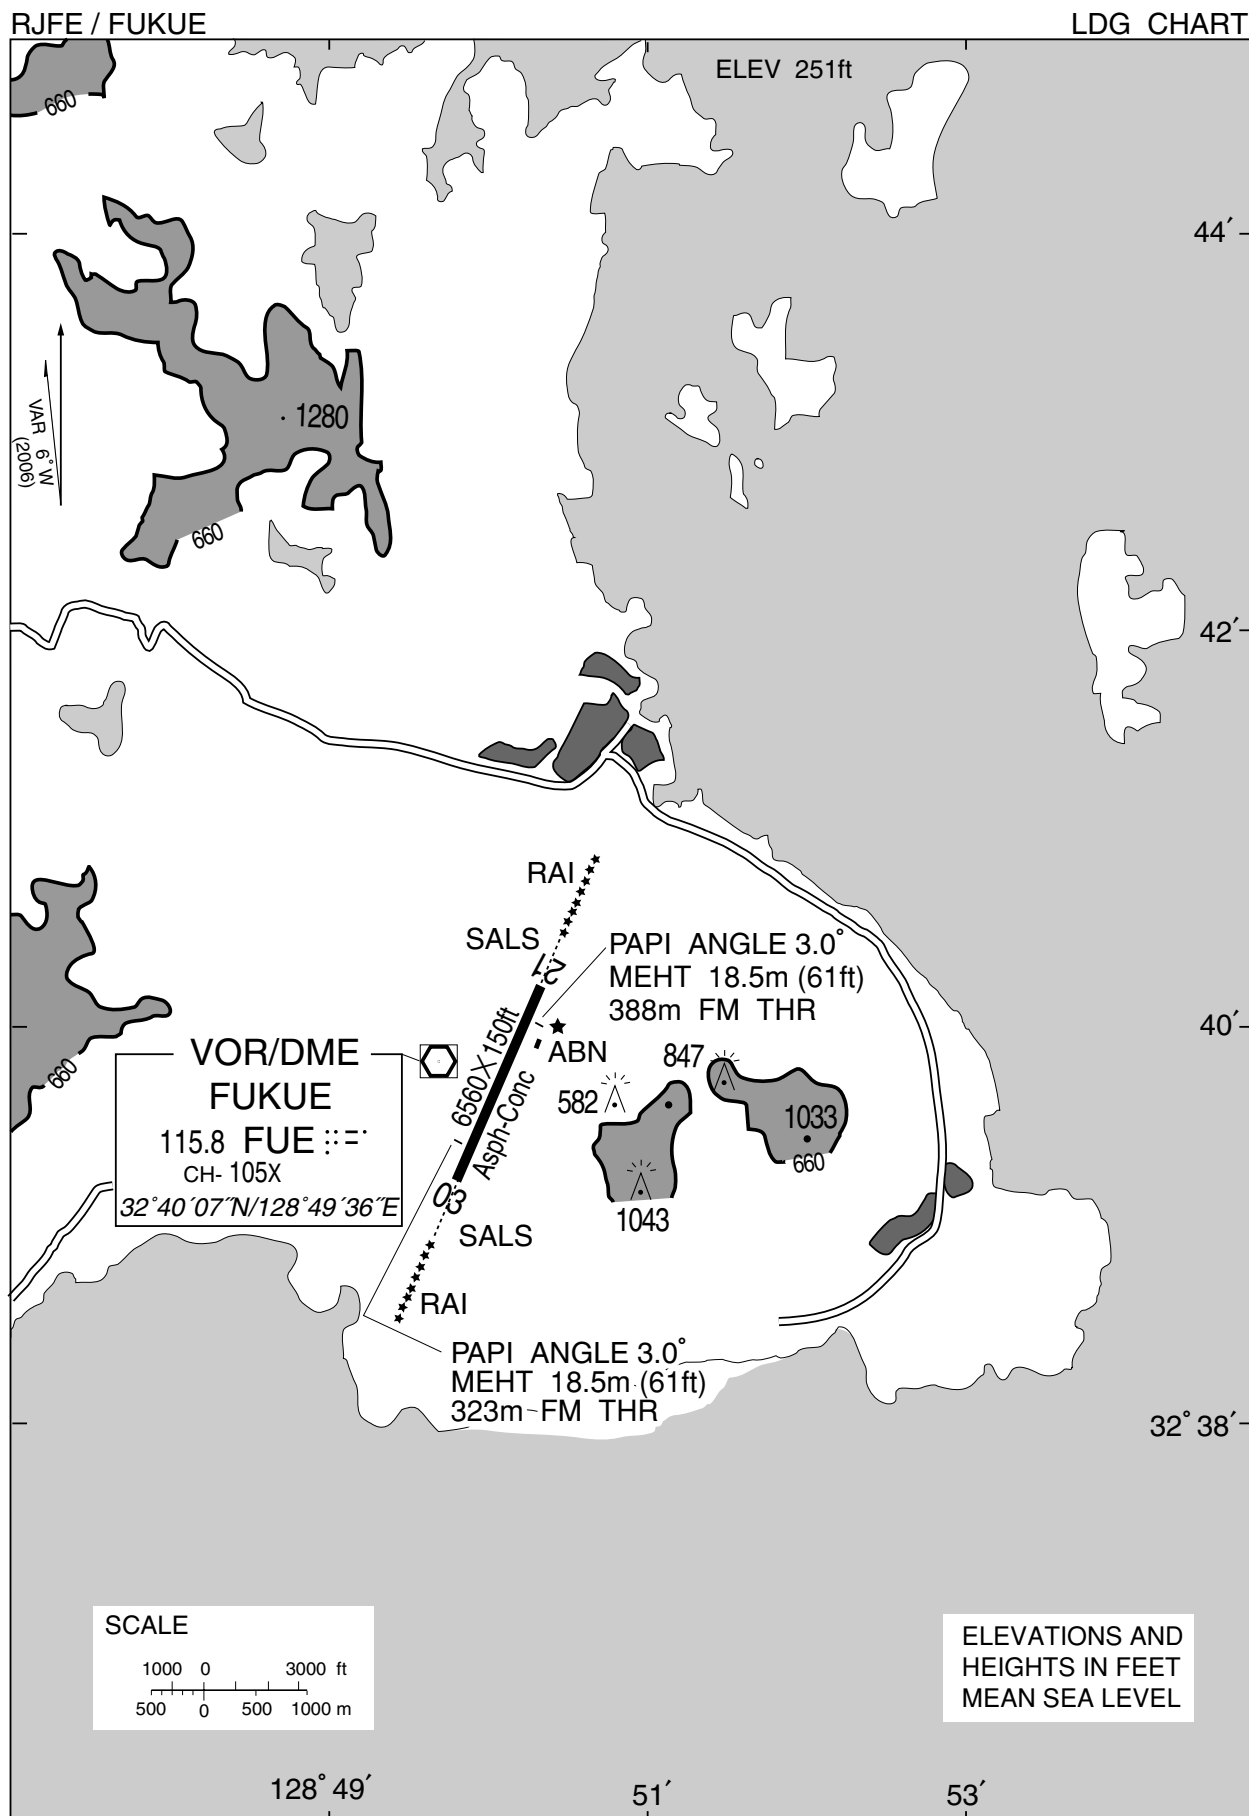 RJFE / FUKUE
LDG CHART
ELEV 251ft
660
44′
1280
VAR 6°W
(2006)
660
42′
RAI
SALS
21
PAPI ANGLE 3.0°
MEHT 18.5m (61ft)
388m FM THR
40′
6560X150ft
Asph-Conc
ABN
VOR/DME
FUKUE
115.8 FUE
CH- 105X
32°40′07″N/128°49′36″E
660
847
582
1033
660
1043
03
SALS
RAI
PAPI ANGLE 3.0°
MEHT 18.5m (61ft)
323m FM THR
32°38′
SCALE
1000 0 3000 ft
500 0 500 1000 m
ELEVATIONS AND
HEIGHTS IN FEET
MEAN SEA LEVEL
128°49′
51′
53′